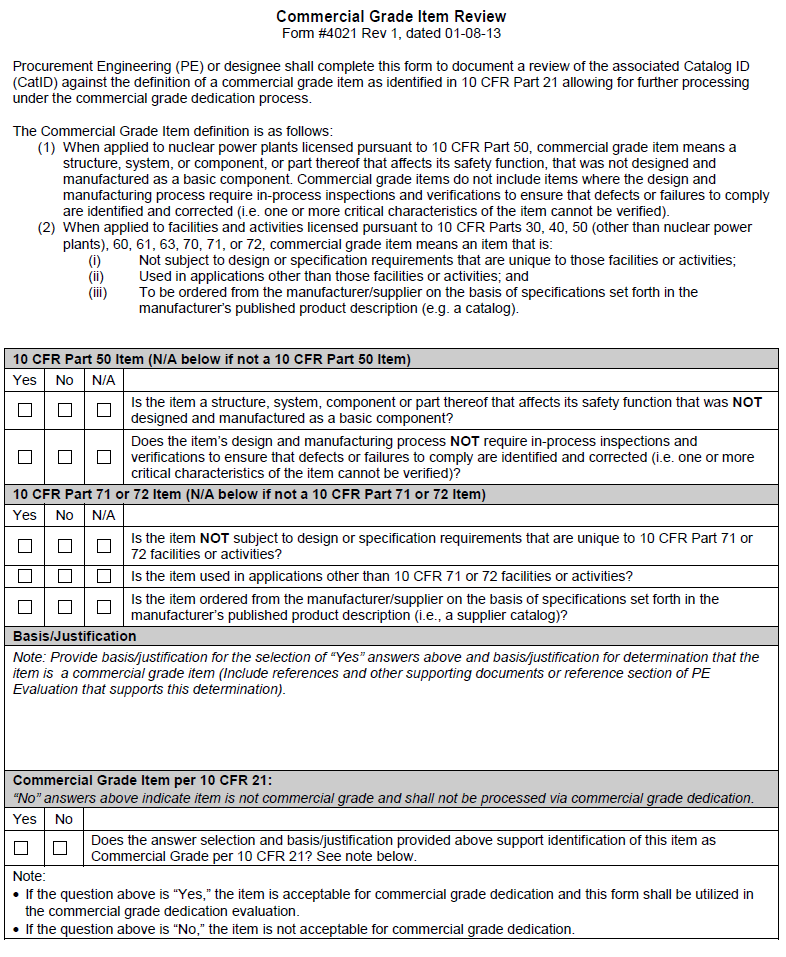 Commercial Grade Item Review
Form #4021 Rev 1, dated 01-08-13
Procurement Engineering (PE) or designee shall complete this form to document a review of the associated Catalog ID
(CatID) against the definition of a commercial grade item as identified in 10 CFR Part 21 allowing for further processing
under the commercial grade dedication process.
The Commercial Grade Item definition is as follows:
(1) When applied to nuclear power plants licensed pursuant to 10 CFR Part 50, commercial grade item means a
structure, system, or component, or part thereof that affects its safety function, that was not designed and
manufactured as a basic component. Commercial grade items do not include items where the design and
manufacturing process require in-process inspections and verifications to ensure that defects or failures to comply
are identified and corrected (i.e. one or more critical characteristics of the item cannot be verified).
(2) When applied to facilities and activities licensed pursuant to 10 CFR Parts 30, 40, 50 (other than nuclear power
plants), 60, 61, 63, 70, 71, or 72, commercial grade item means an item that is:
(i) Not subject to design or specification requirements that are unique to those facilities or activities;
(ii) Used in applications other than those facilities or activities; and
(iii) To be ordered from the manufacturer/supplier on the basis of specifications set forth in the
manufacturer's published product description (e.g. a catalog).
10 CFR Part 50 Item (N/A below if not a 10 CFR Part 50 Item)
Yes No N/A
Is the item a structure, system, component or part thereof that affects its safety function that was NOT
designed and manufactured as a basic component?
Does the item's design and manufacturing process NOT require in-process inspections and
verifications to ensure that defects or failures to comply are identified and corrected (i.e. one or more
critical characteristics of the item cannot be verified)?
10 CFR Part 71 or 72 Item (N/A below if not a 10 CFR Part 71 or 72 Item)
Yes No N/A
Is the item NOT subject to design or specification requirements that are unique to 10 CFR Part 71 or
72 facilities or activities?
Is the item used in applications other than 10 CFR 71 or 72 facilities or activities?
Is the item ordered from the manufacturer/supplier on the basis of specifications set forth in the
manufacturer's published product description (i.e., a supplier catalog)?
Basis/Justification
Note: Provide basis/justification for the selection of “Yes” answers above and basis/justification for determination that the
item is a commercial grade item (Include references and other supporting documents or reference section of PE
Evaluation that supports this determination).
Commercial Grade Item per 10 CFR 21:
“No” answers above indicate item is not commercial grade and shall not be processed via commercial grade dedication.
Yes No
Does the answer selection and basis/justification provided above support identification of this item as
Commercial Grade per 10 CFR 21? See note below.
Note:
• If the question above is “Yes,” the item is acceptable for commercial grade dedication and this form shall be utilized in
the commercial grade dedication evaluation.
• If the question above is “No,” the item is not acceptable for commercial grade dedication.